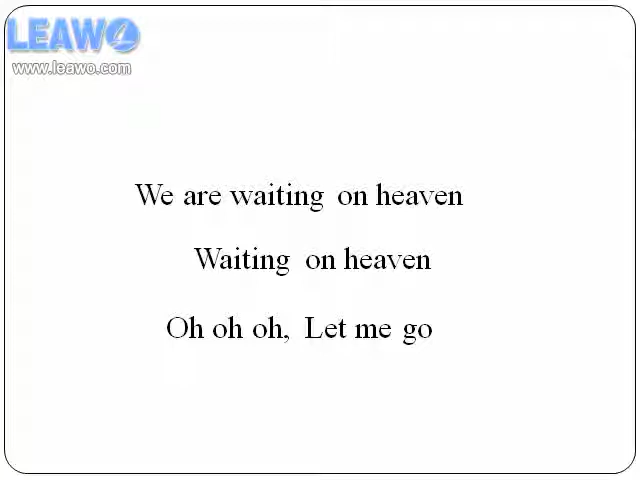 LEAWO
www.leawo.com
We are waiting on heaven
Waiting on heaven
Oh oh oh, Let me go